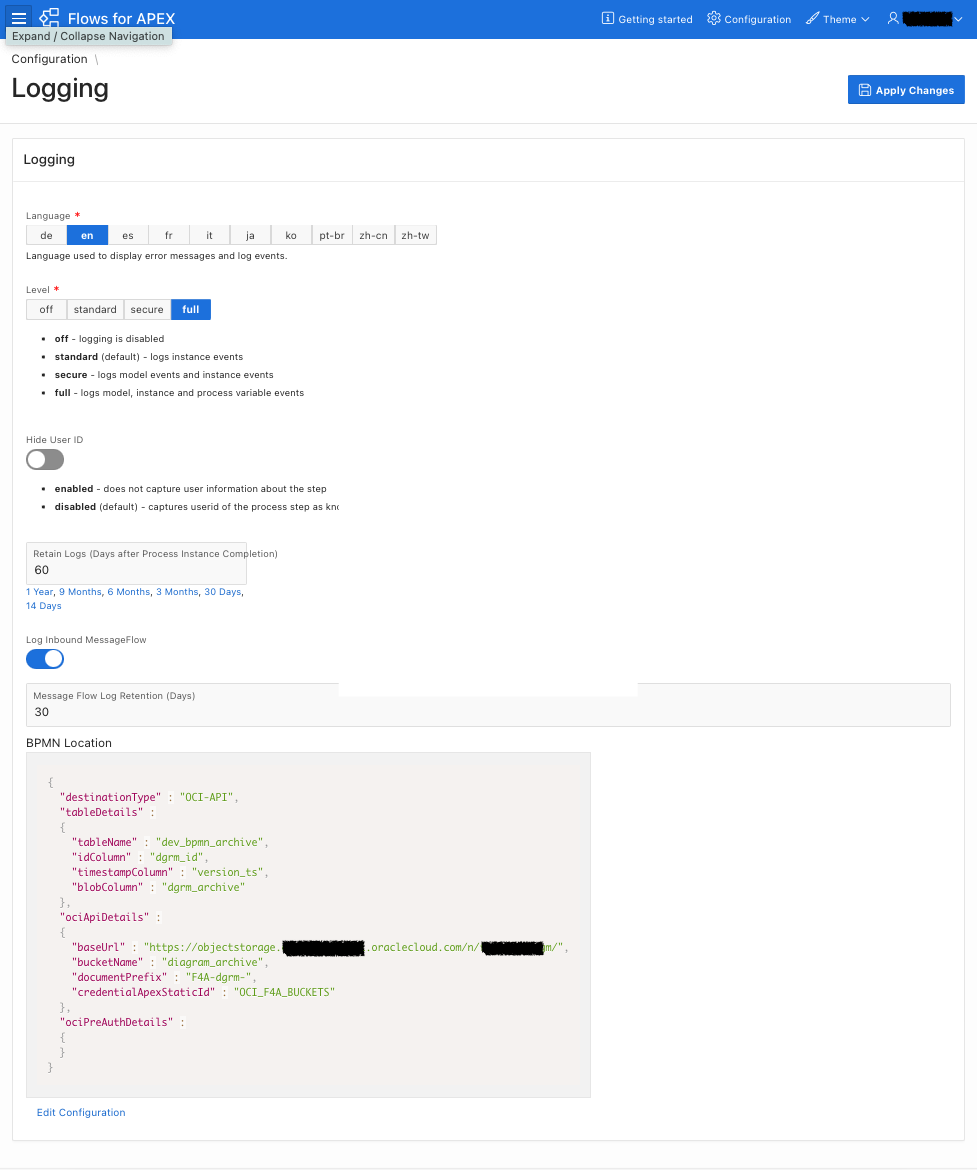 Flows for APEX
Getting started
Configuration
Theme
Expand / Collapse Navigation
Configuration \
Logging
Apply Changes
Logging
Language *
de en es fr it ja ko pt-br zh-cn zh-tw
Language used to display error messages and log events.
Level *
off standard secure full
• off - logging is disabled
• standard (default) - logs instance events
• secure - logs model events and instance events
• full - logs model, instance and process variable events
Hide User ID
• enabled - does not capture user information about the step
• disabled (default) - captures userid of the process step as
Retain Logs (Days after Process Instance Completion)
60
1 Year, 9 Months, 6 Months, 3 Months, 30 Days,
14 Days
Log Inbound MessageFlow
Message Flow Log Retention (Days)
30
BPMN Location
{
"destinationType" : "OCI-API",
"tableDetails" :
{
"tableName" : "dev_bpmn_archive",
"idColumn" : "dgrm_id",
"timestampColumn" : "version_ts",
"blobColumn" : "dgrm_archive"
},
"ociApiDetails" :
{
"baseUrl" : "https://objectstorage. .oraclecloud.com/n/ m/",
"bucketName" : "diagram_archive",
"documentPrefix" : "F4A-dgrm-",
"credentialApexStaticId" : "OCI_F4A_BUCKETS"
},
"ociPreAuthDetails" :
{
}
}
Edit Configuration